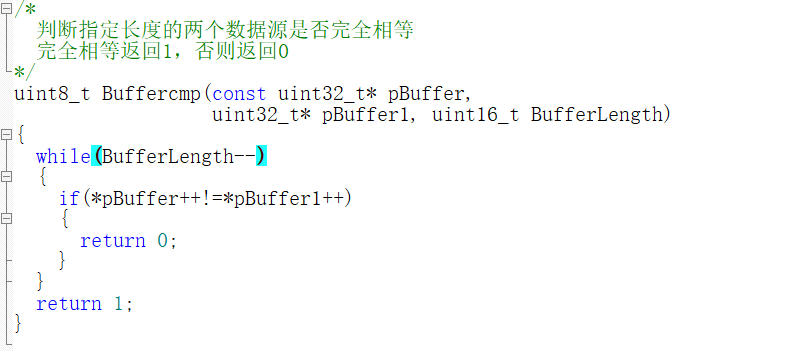 /*
  判断指定长度的两个数据源是否完全相等
  完全相等返回1，否则返回0
*/
uint8_t Buffercmp(const uint32_t* pBuffer,
                  uint32_t* pBuffer1, uint16_t BufferLength)
{
  while(BufferLength--)
  {
    if(*pBuffer++!=*pBuffer1++)
    {
      return 0;
    }
  }
  return 1;
}